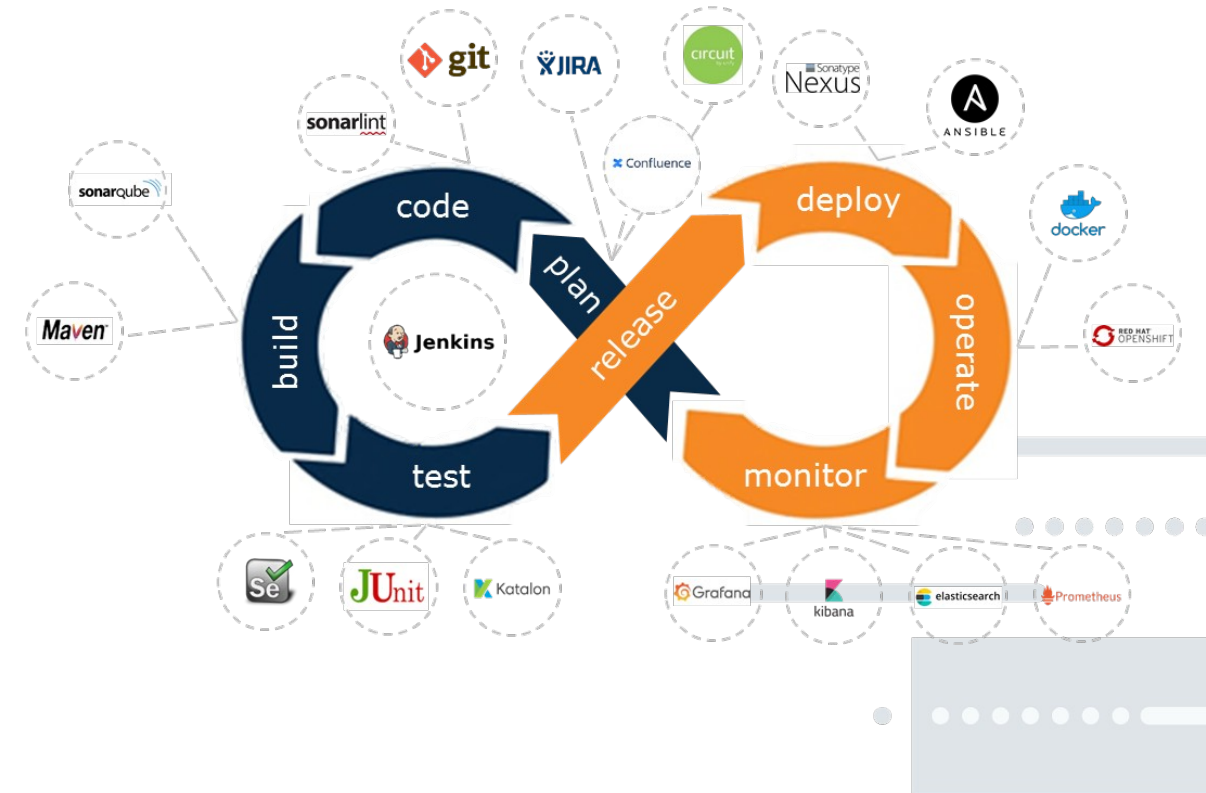 git
JIRA
circuit
Sonatype
Nexus
ANSIBLE
sonarlint
Confluence
sonarqube
code
deploy
docker
plan
Maven
build
Jenkins
release
operate
RED HAT
OPENSHIFT
test
monitor
Se
JUnit
Katalon
Grafana
kibana
elasticsearch
Prometheus